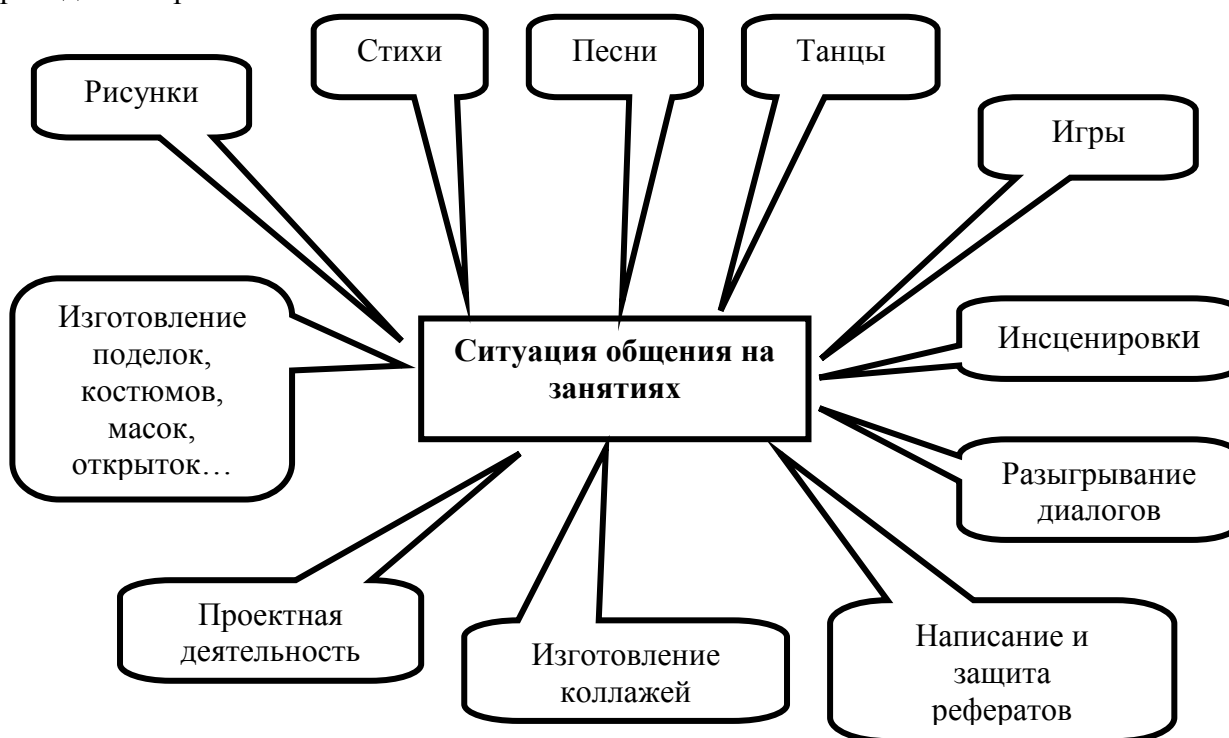 Стихи
Песни
Танцы
Рисунки
Игры
Изготовление
поделок,
костюмов,
масок,
открыток…
Ситуация общения на
занятиях
Инсценировки
Разыгрывание
диалогов
Проектная
деятельность
Изготовление
коллажей
Написание и
защита
рефератов